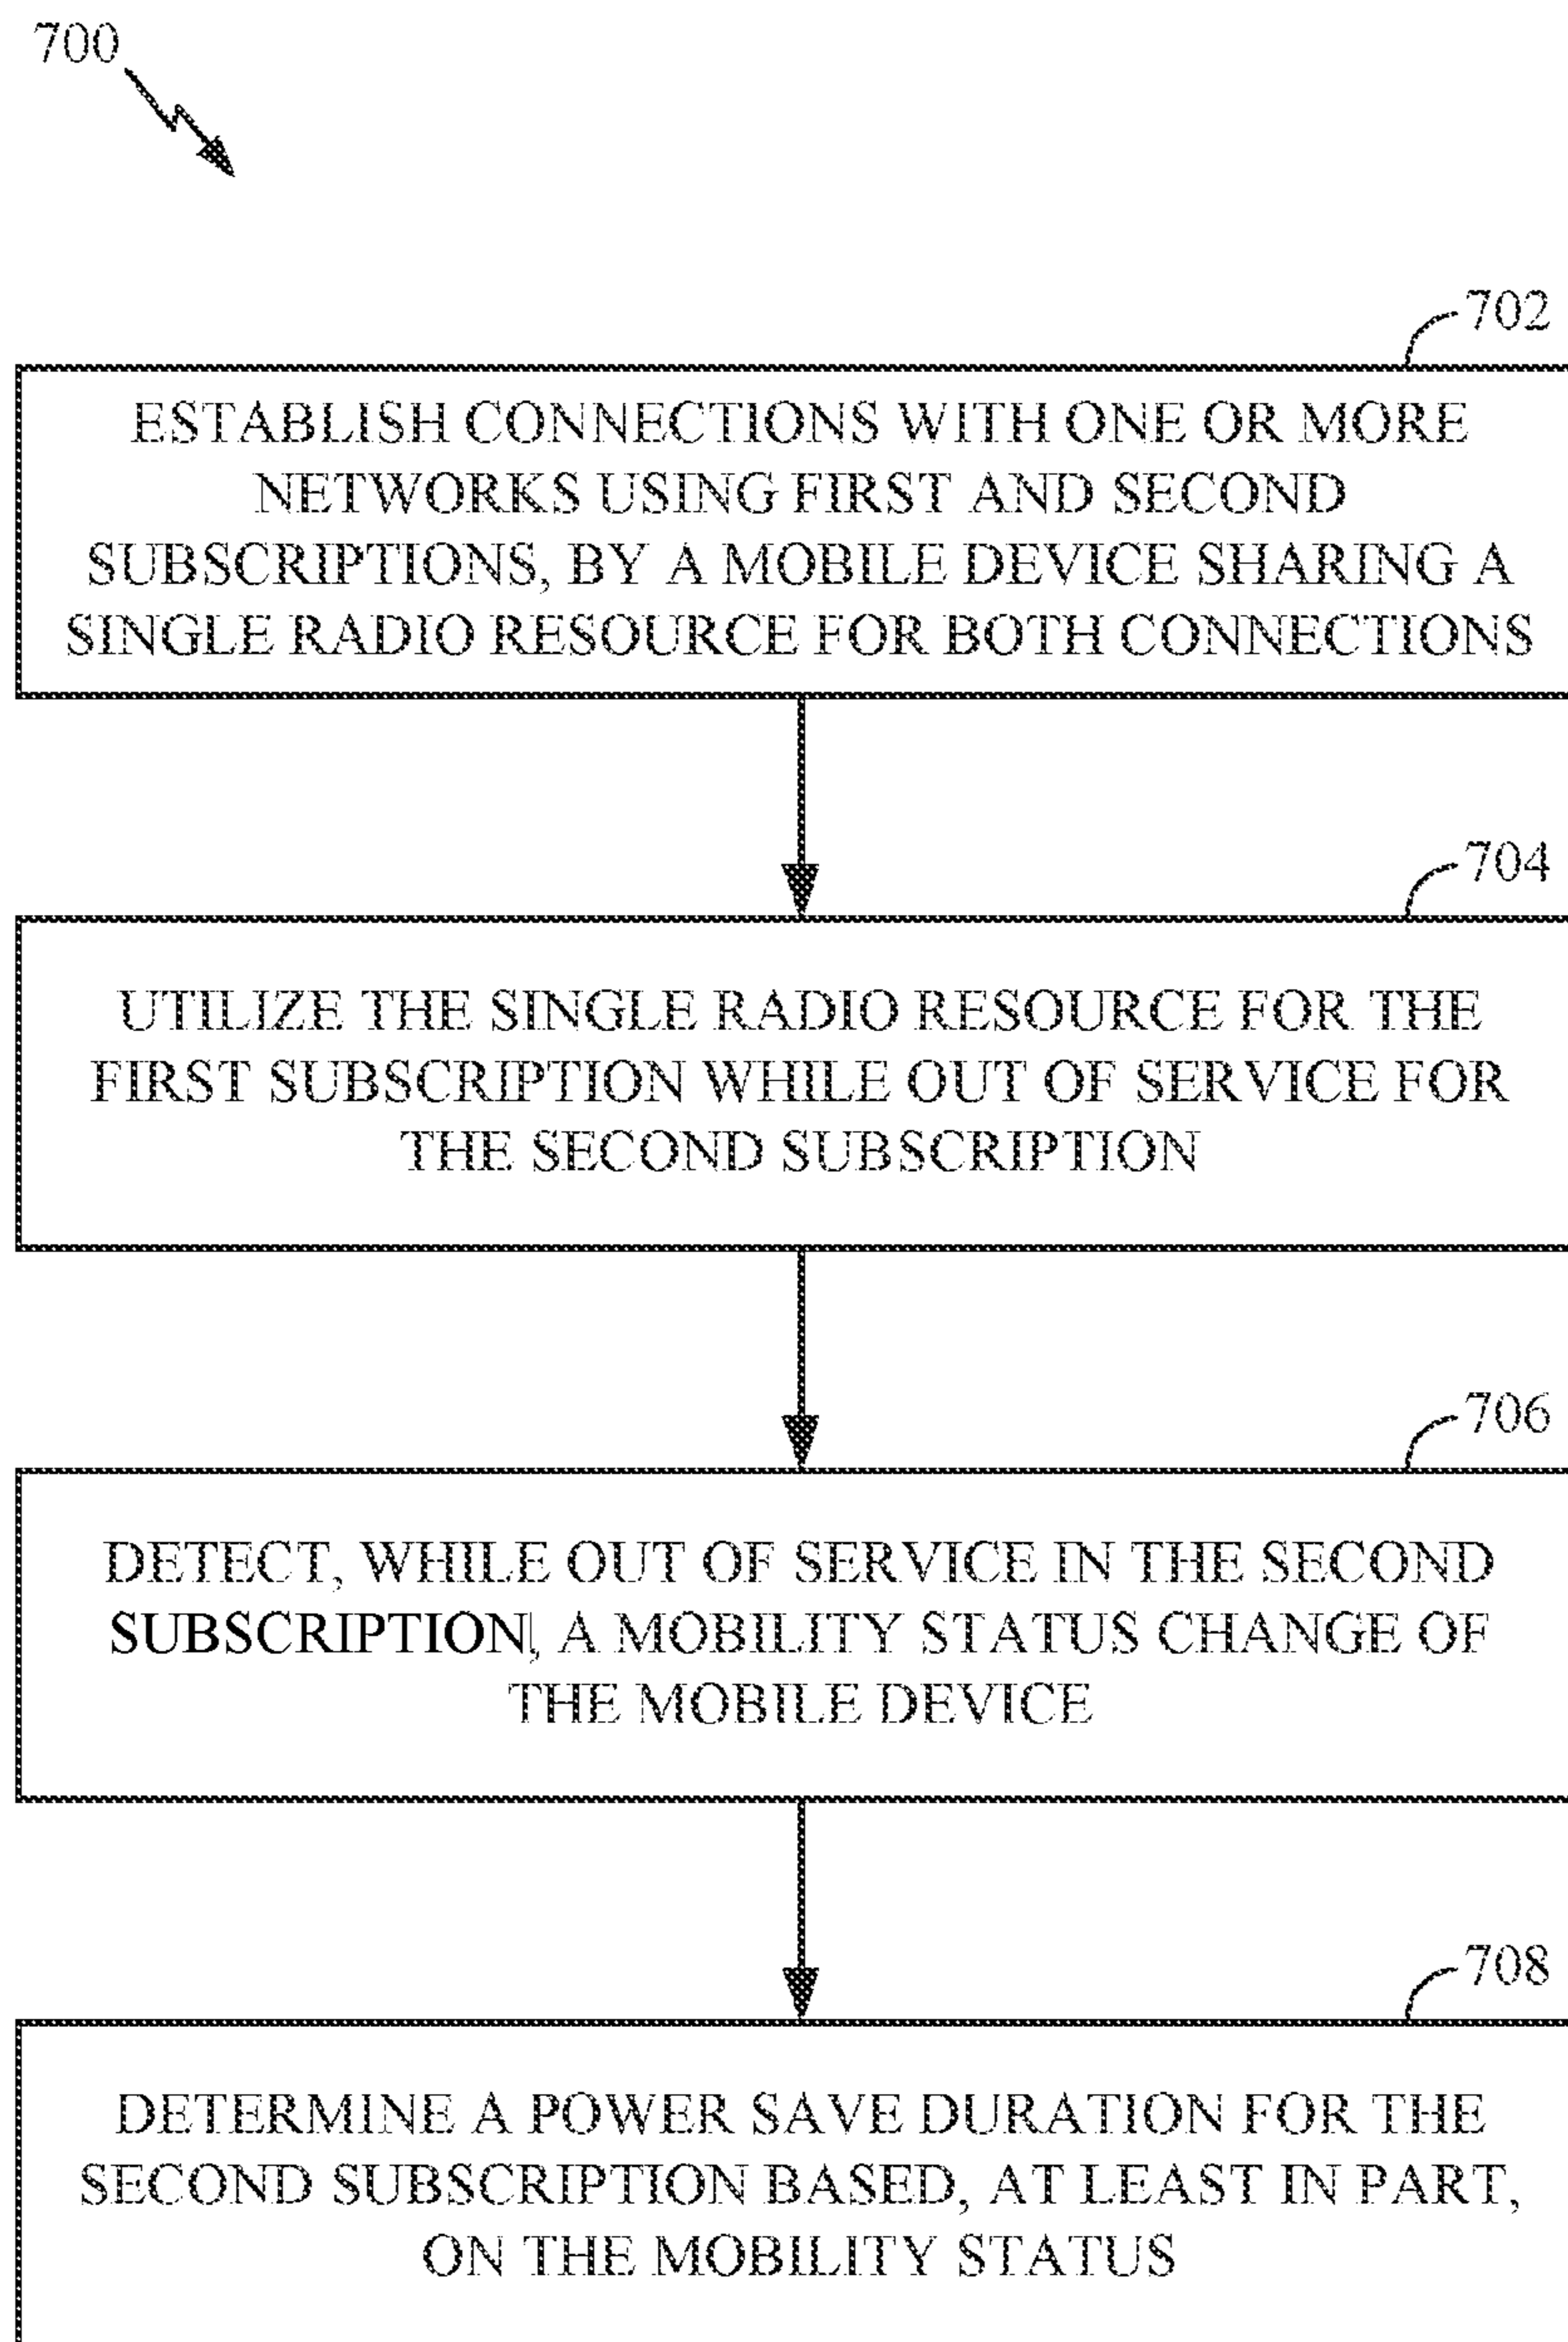 700
702
ESTABLISH CONNECTIONS WITH ONE OR MORE
NETWORKS USING FIRST AND SECOND
SUBSCRIPTIONS, BY A MOBILE DEVICE SHARING A
SINGLE RADIO RESOURCE FOR BOTH CONNECTIONS
704
UTILIZE THE SINGLE RADIO RESOURCE FOR THE
FIRST SUBSCRIPTION WHILE OUT OF SERVICE FOR
THE SECOND SUBSCRIPTION
706
DETECT, WHILE OUT OF SERVICE IN THE SECOND
SUBSCRIPTION, A MOBILITY STATUS CHANGE OF
THE MOBILE DEVICE
708
DETERMINE A POWER SAVE DURATION FOR THE
SECOND SUBSCRIPTION BASED, AT LEAST IN PART,
ON THE MOBILITY STATUS